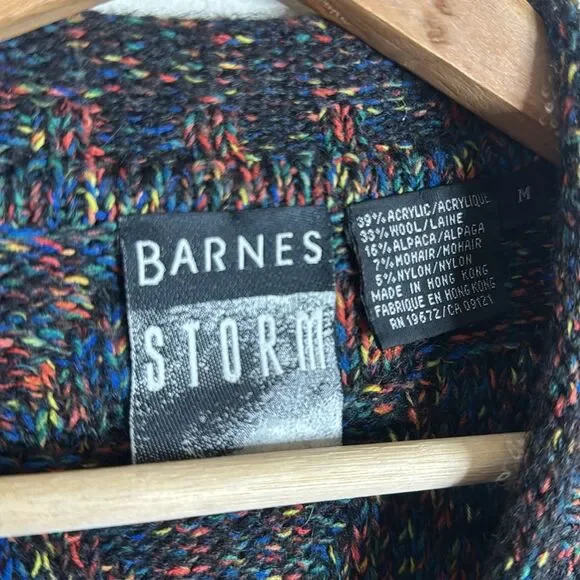 BARNES
STORM
39% ACRYLIC/ACRYLIQUE
33% WOOL/LAINE
16% ALPACA/ALPAGA
7% MOHAIR/MOHAIR
5% NYLON/NYLON
MADE IN HONG KONG
FABRIQUE EN HONG KONG
RN 19672/CA 09121
M